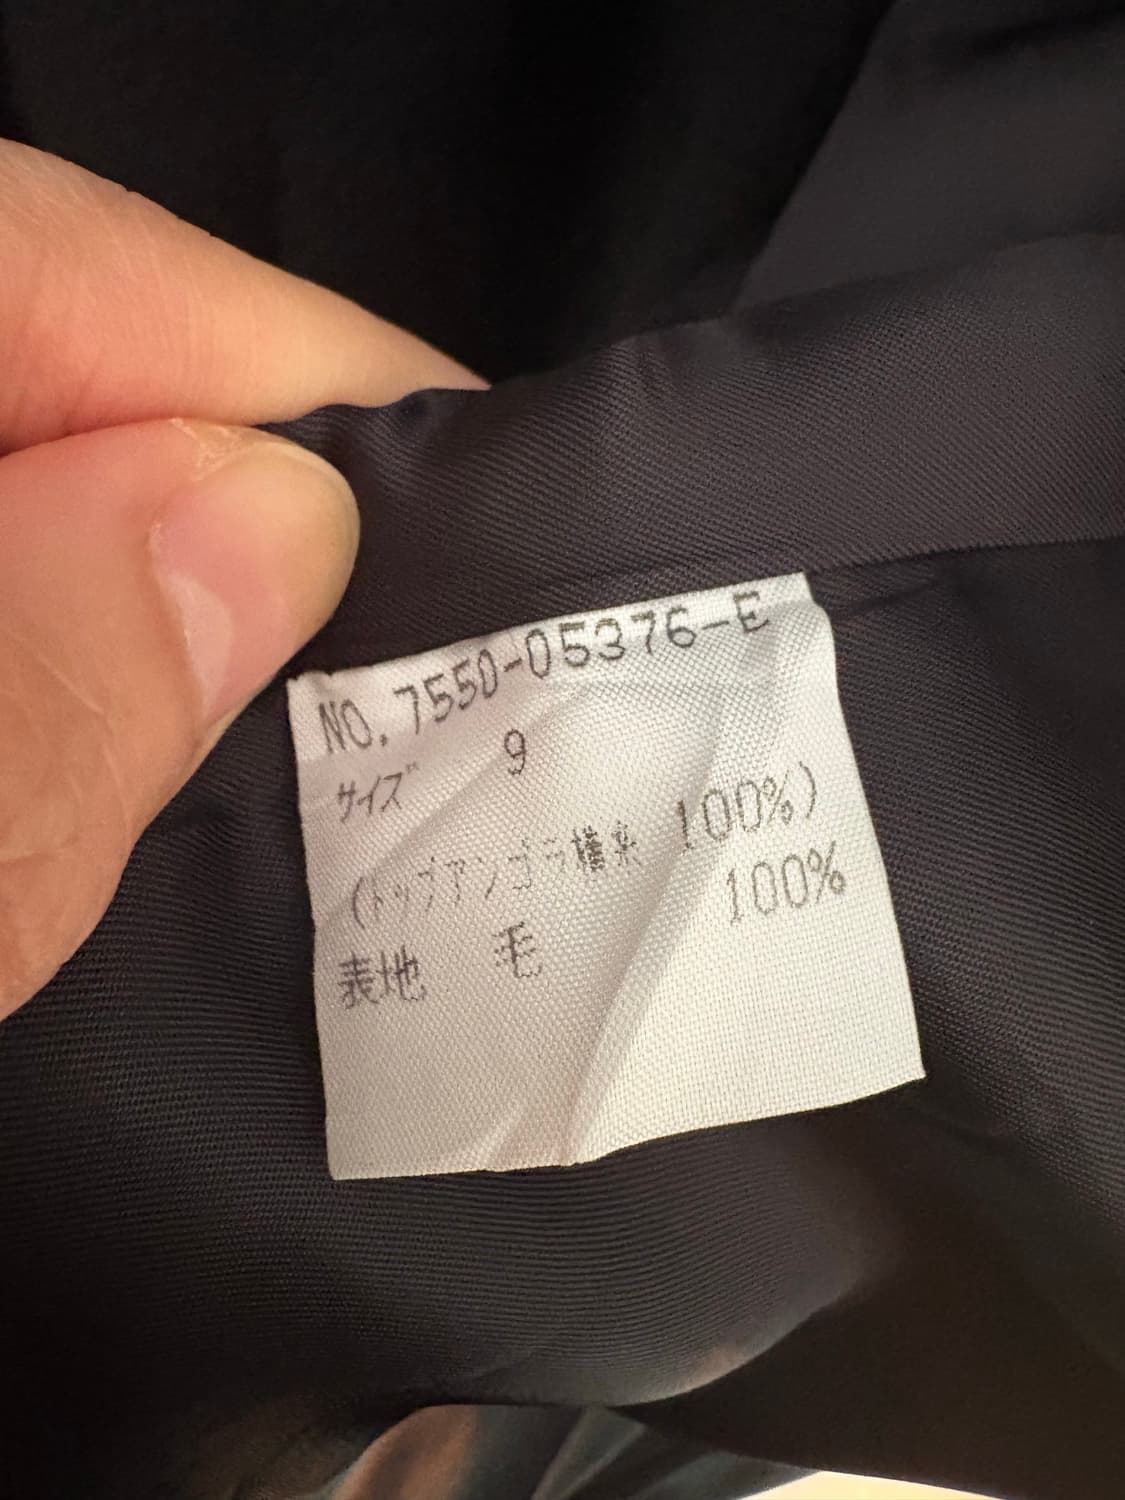 NO. 7550-05376-E
サイズ 9
(トップアンゴラ横糸 100%)
表地 毛 100%